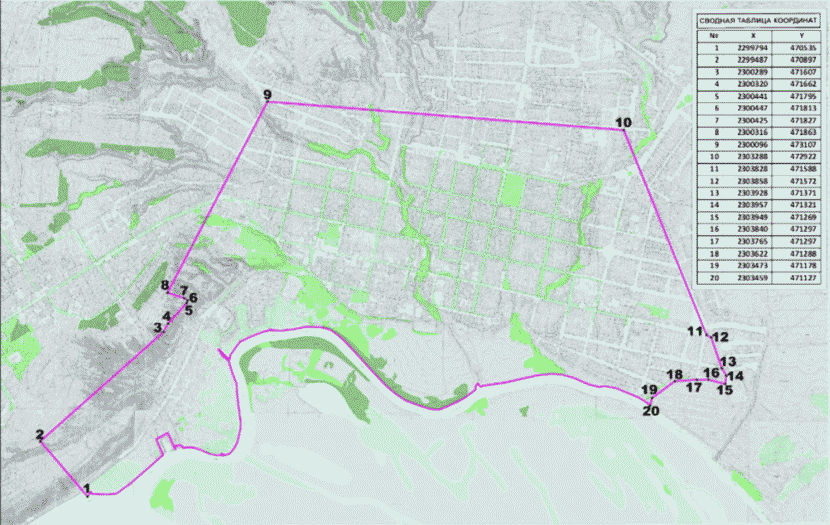 СВОДНАЯ ТАБЛИЦА КООРДИНАТ
№ X Y
1 2299794 470535
2 2299487 470897
3 2300289 471607
4 2300320 471662
5 2300441 471795
6 2300447 471813
7 2300425 471827
8 2300316 471863
9 2300096 473107
10 2303288 472922
11 2303828 471588
12 2303858 471572
13 2303928 471371
14 2303957 471321
15 2303949 471269
16 2303840 471297
17 2303765 471297
18 2303622 471288
19 2303473 471178
20 2303459 471127
9
10
8
7
6
5
4
3
11
12
13
14
15
16
17
18
19
20
2
1